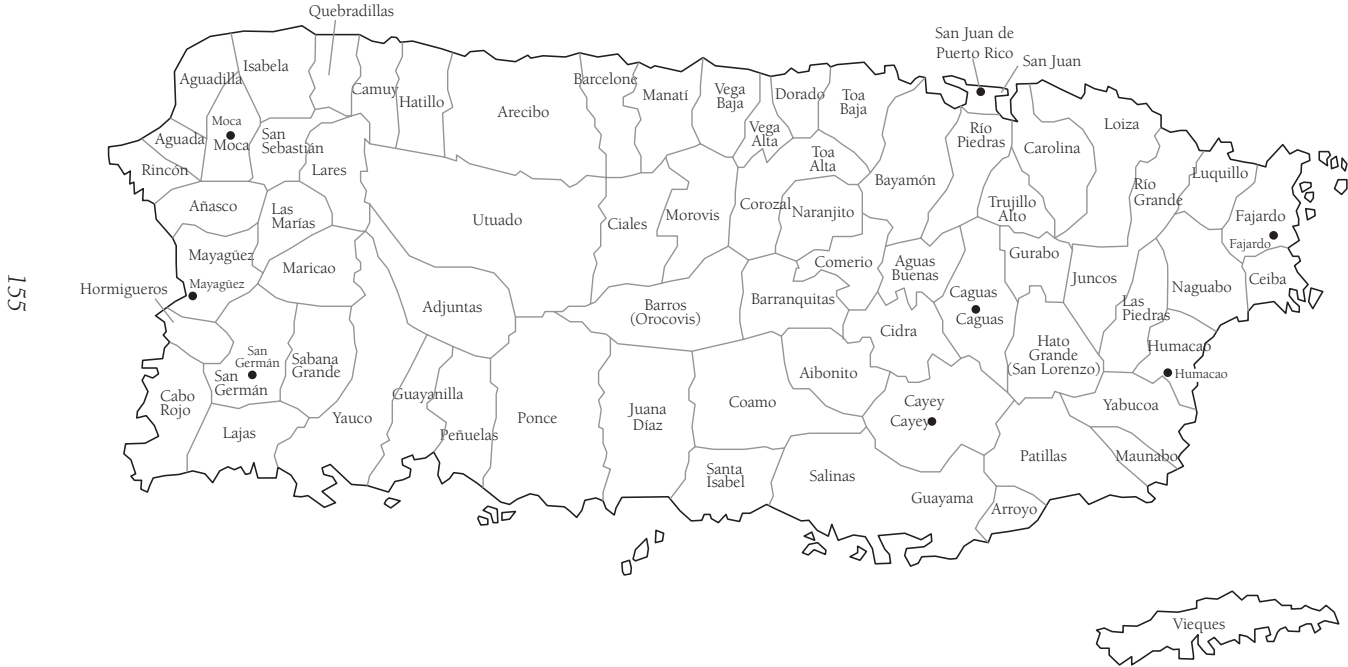 Quebradillas
San Juan de
Puerto Rico
San Juan
Isabela
Aguadilla
Camuy
Hatillo
Arecibo
Barcelone
Manatí
Vega
Baja
Dorado
Toa
Baja
Vega
Alta
Toa
Alta
Río
Piedras
Loiza
Carolina
Moca
Moca
Aguada
San
Sebastián
Rincón
Lares
Bayamón
Luquillo
Río
Grande
Añasco
Las
Marías
Utuado
Ciales
Morovis
Corozal
Naranjito
Trujillo
Alto
Fajardo
Fajardo
Mayagüez
Maricao
Comerio
Aguas
Buenas
Gurabo
Juncos
Naguabo
Ceiba
Hormigueros
Mayagüez
Adjuntas
Barros
(Orocovis)
Barranquitas
Caguas
Caguas
Las
Piedras
155
Cidra
Hato
Grande
(San Lorenzo)
Humacao
Humacao
San
Germán
San
Germán
Sabana
Grande
Aibonito
Cabo
Rojo
Guayanilla
Coamo
Cayey
Cayey
Yabucoa
Lajas
Yauco
Peñuelas
Ponce
Juana
Díaz
Santa
Isabel
Salinas
Patillas
Maunabo
Guayama
Arroyo
Vieques